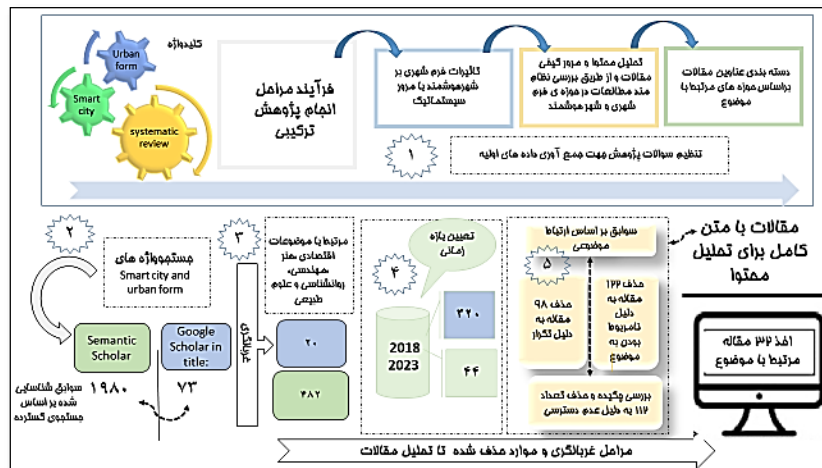 کلیدواژه
Urban
form
Smart
city
systematic
review
فرآیند مراحل
انجام پژوهش
ترکیبی
تاثیرات فرم شهری بر
شهرهوشمند با مرور
سیستماتیک
تحلیل محتوا و مرور کیفی
مقالات و از طریق بررسی نظام
مند مطالعات در حوزه ی فرم
شهری و شهر هوشمند
دسته بندی عناوین مقالات
براساس حوزه های مرتبط با
موضوع
۱
تنظیم سوالات پژوهش جهت جمع آوری داده های اولیه
۲
جستجوواژه های
Smart city and
urban form
Semantic
Scholar
Google
Scholar in
title:
۱۹۸۰
۷۳
سوابق شناسایی
شده بر اساس
جستجوی گسترده
۳
غربالگری
مرتبط با موضوعات
اقتصادی ،هنر
،مهندسی
روانشناسی و علوم
طبیعی
۲۰
۴۸۲
۴
تعیین بازه
زمانی
2018
2023
۳۲۰
۴۴
سوابق بر اساس ارتباط
موضوعی
۵
حذف ۹۸
مقاله به
دلیل تکرار
حذف ۱۲۲
مقاله به
دلیل
نامربوط
بودن به
موضوع
بررسی چکیده و حذف تعداد
۱۱۲ به دلیل عدم دسترسی
مقالات با متن
کامل برای تحلیل
محتوا
اخذ ۳۲ مقاله
مرتبط با موضوع
مراحل غربالگری و موارد حذف شده تا تحلیل مقالات